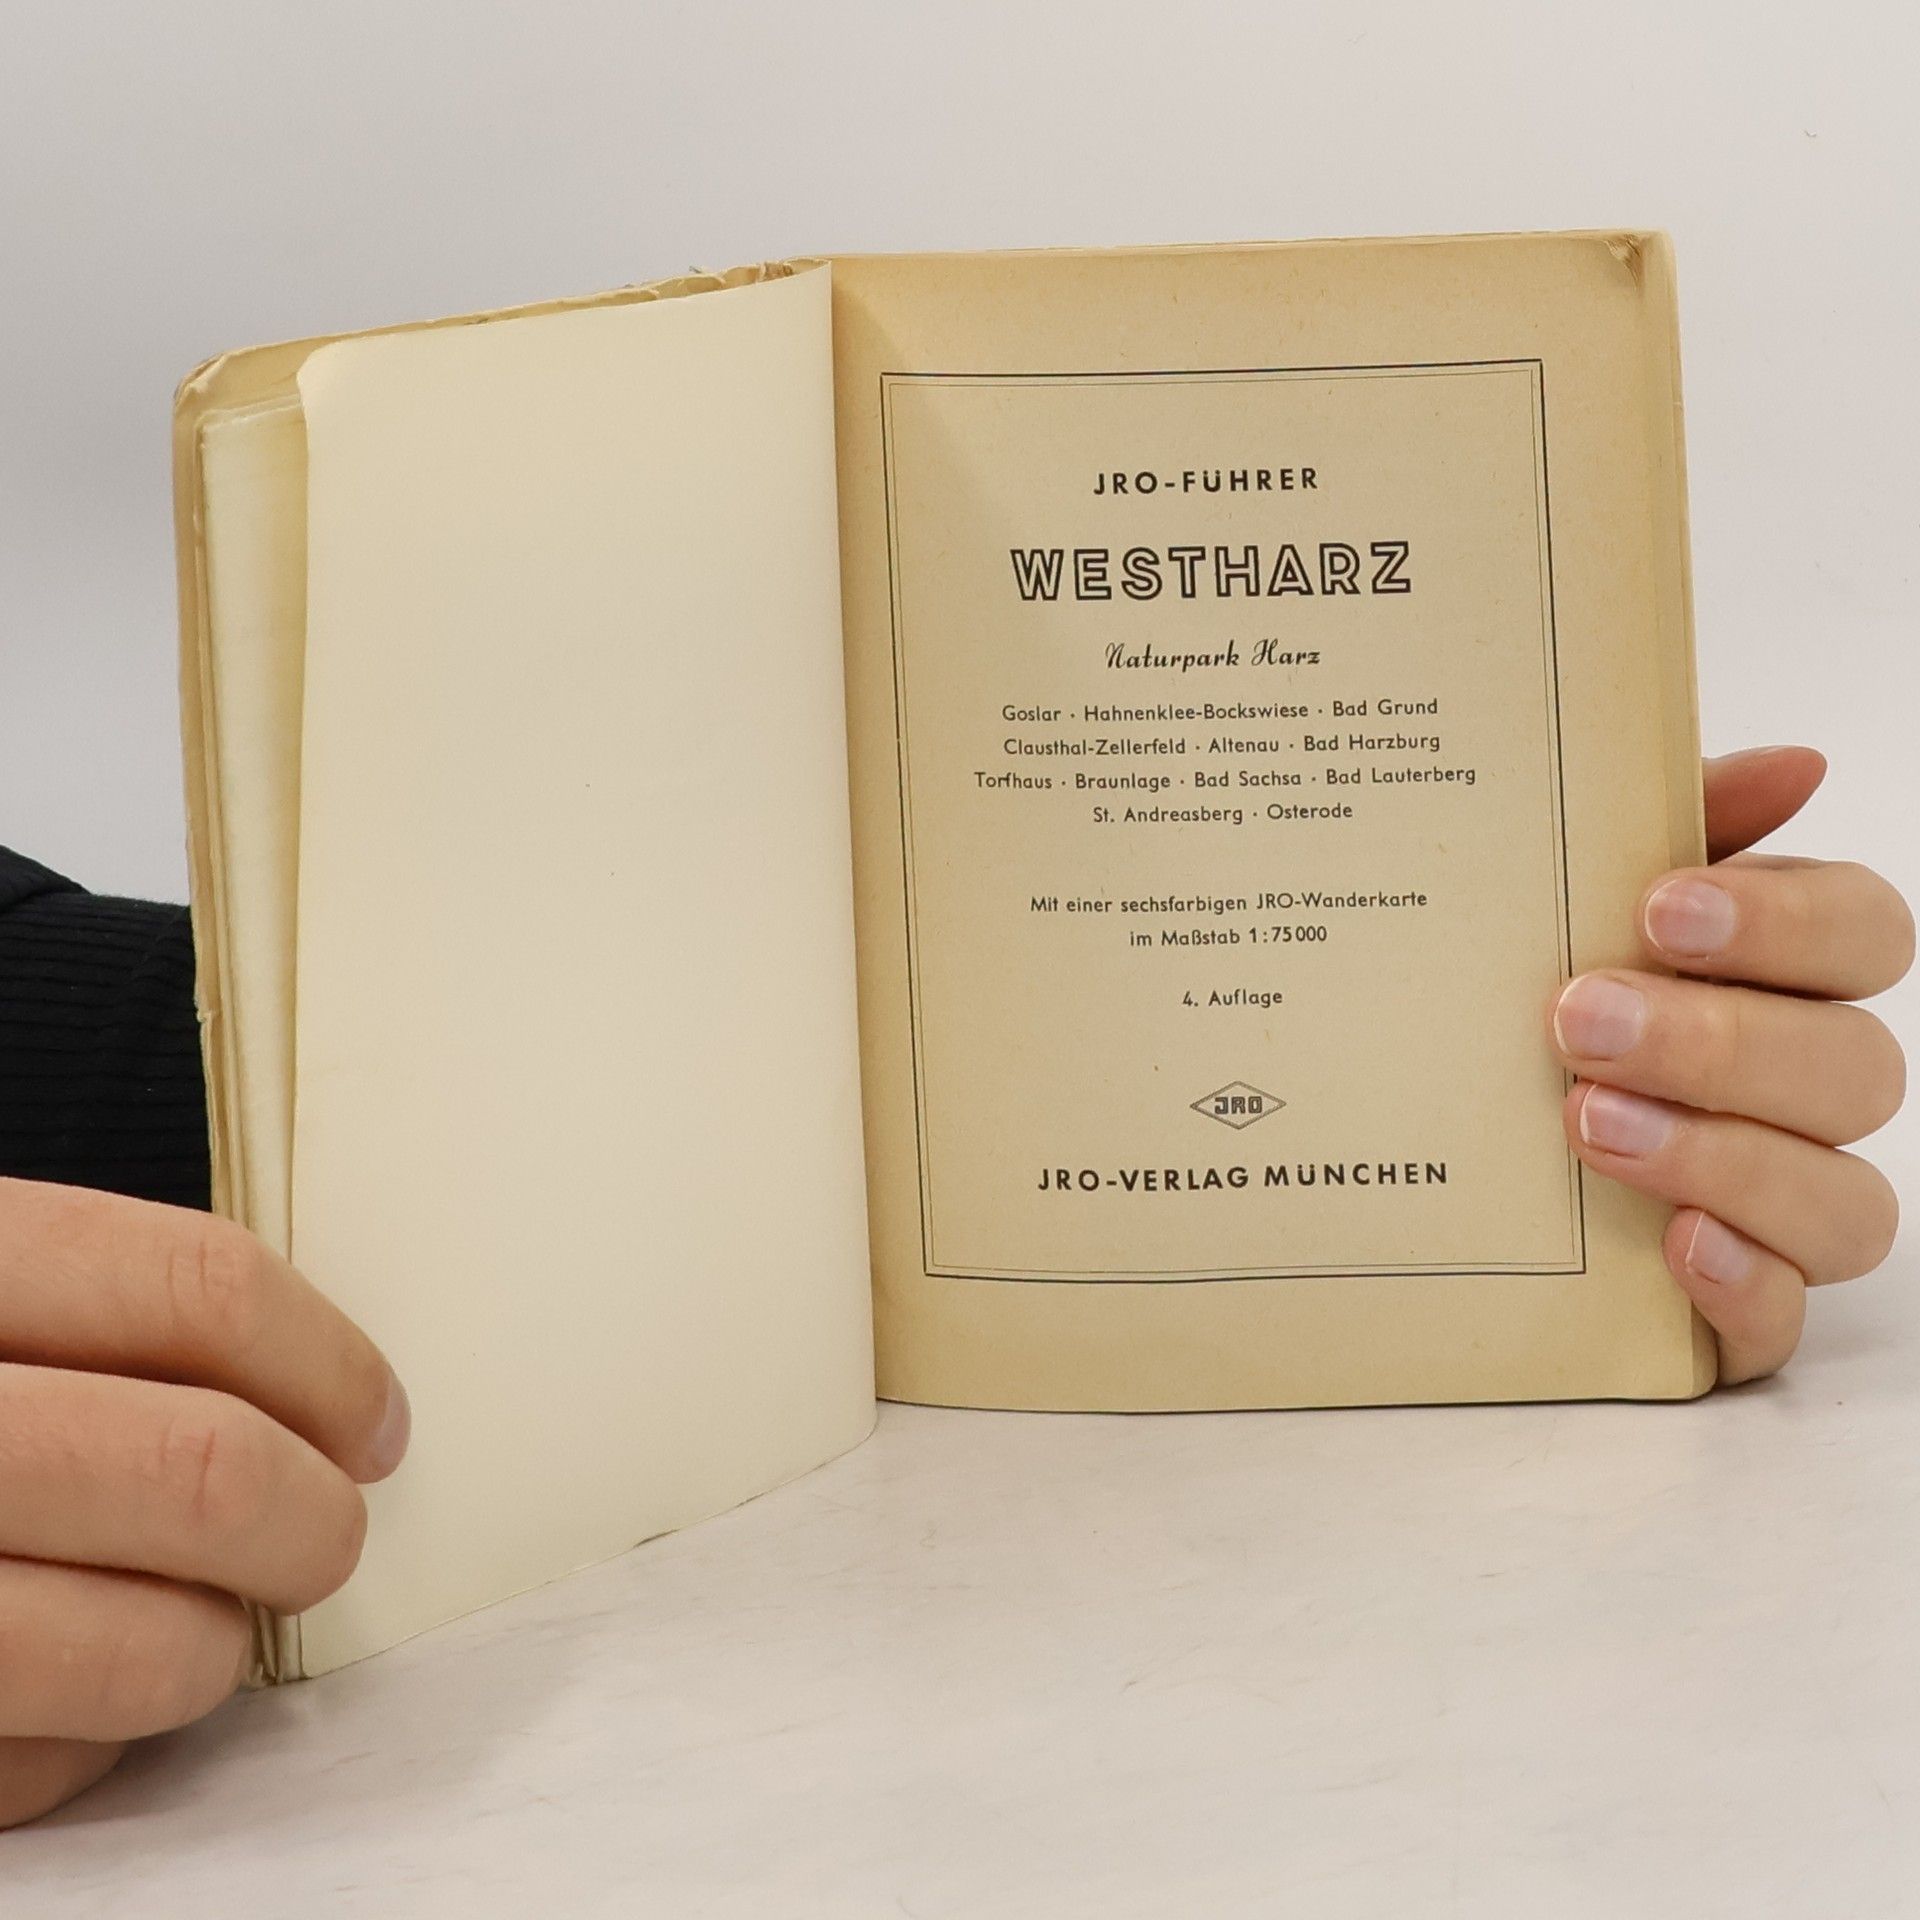 JRO-FÜHRER
WESTHARZ
Naturpark Harz
Goslar · Hahnenklee-Bockswiese · Bad Grund
Clausthal-Zellerfeld · Altenau · Bad Harzburg
Torfhaus · Braunlage · Bad Sachsa · Bad Lauterberg
St. Andreasberg · Osterode
Mit einer sechsfarbigen JRO-Wanderkarte
im Maßstab 1:75000
4. Auflage
JRO
JRO-VERLAG MÜNCHEN